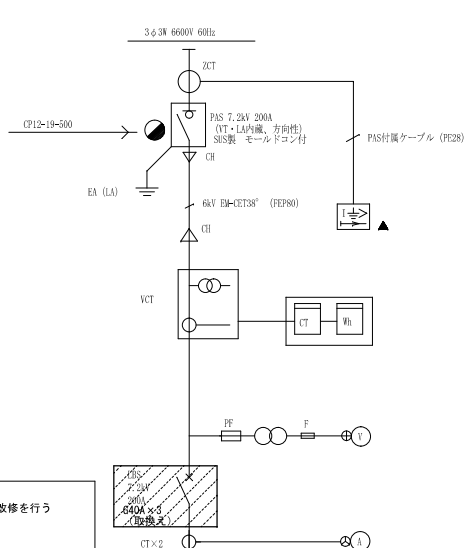 3φ3W 6600V 60Hz
ZCT
PAS 7.2kV 200A
(VT・LA内蔵、方向性)
SUS製 モールドコン付
CP12-19-500
PAS付属ケーブル (PE28)
CH
EA (LA)
6kV EM-CET38° (FEP80)
I
CH
VCT
CT
Wh
PF
F
V
LBS
7.2kV
200A
G40A×3
(取換え)
改修を行う
CT×2
A